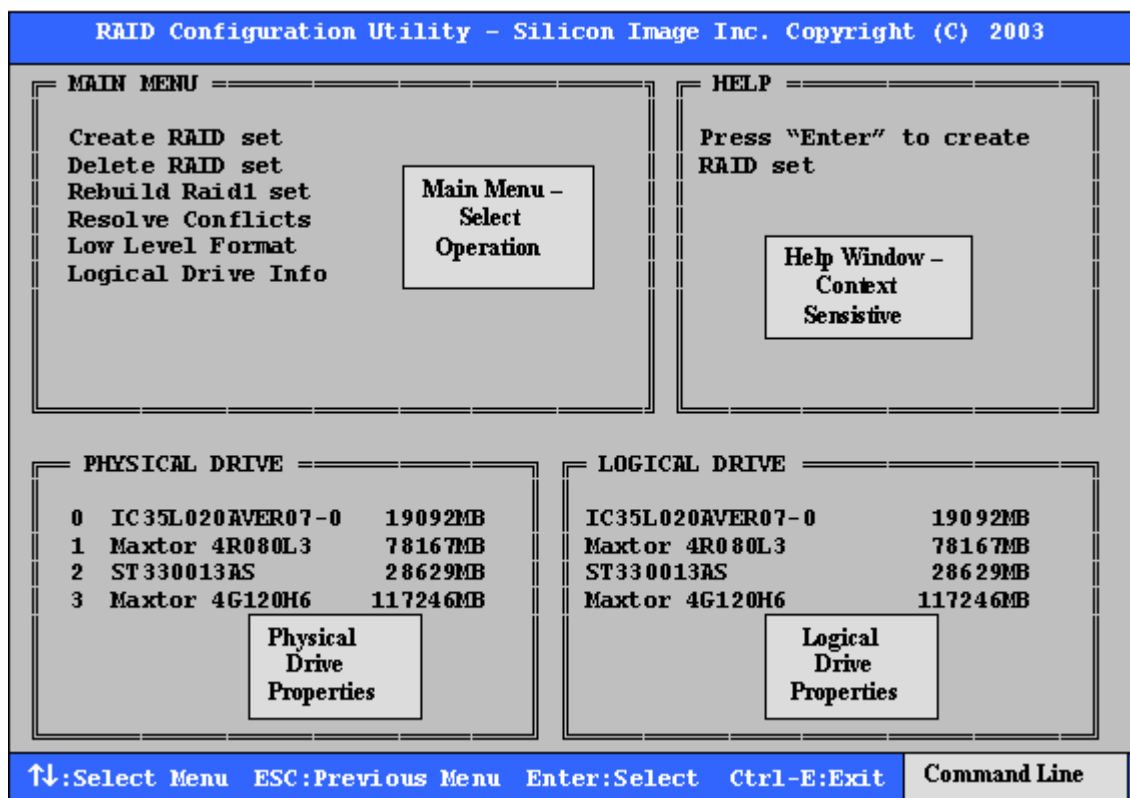 RAID Configuration Utility – Silicon Image Inc. Copyright (C) 2003
MAIN MENU
Create RAID set
Delete RAID set
Rebuild Raid1 set
Resolve Conflicts
Low Level Format
Logical Drive Info
Main Menu –
Select
Operation
HELP
Press “Enter” to create
RAID set
Help Window –
Context
Sensistive
PHYSICAL DRIVE
0 IC35L020AVER07-0 19092MB
1 Maxtor 4R080L3 78167MB
2 ST330013AS 28629MB
3 Maxtor 4G120H6 117246MB
Physical
Drive
Properties
LOGICAL DRIVE
IC35L020AVER07-0 19092MB
Maxtor 4R080L3 78167MB
ST330013AS 28629MB
Maxtor 4G120H6 117246MB
Logical
Drive
Properties
↑↓:Select Menu ESC:Previous Menu Enter:Select Ctrl-E:Exit
Command Line